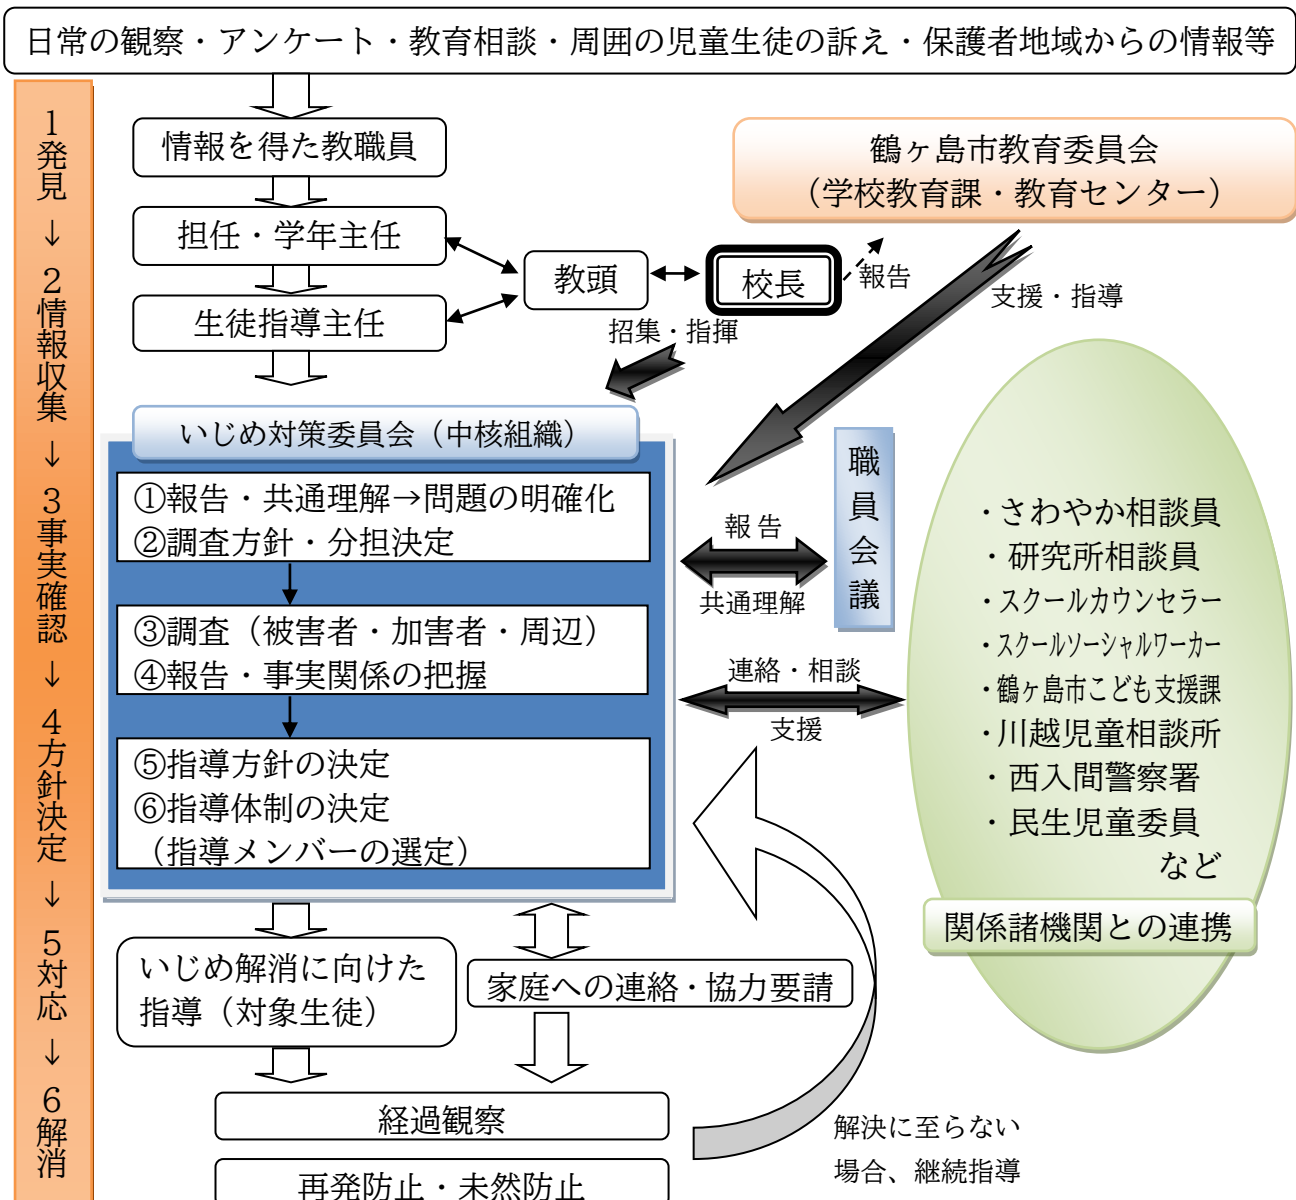 日常の観察・アンケート・教育相談・周囲の児童生徒の訴え・保護者地域からの情報等
1発見→2情報収集→3事実確認→4方針決定→5対応→6解消
情報を得た教職員
担任・学年主任
生徒指導主任
教頭
校長
報告
鶴ヶ島市教育委員会
（学校教育課・教育センター）
支援・指導
招集・指揮
いじめ対策委員会（中核組織）
①報告・共通理解→問題の明確化
②調査方針・分担決定
③調査（被害者・加害者・周辺）
④報告・事実関係の把握
⑤指導方針の決定
⑥指導体制の決定
（指導メンバーの選定）
報告
共通理解
職員会議
連絡・相談
支援
・さわやか相談員
・研究所相談員
・スクールカウンセラー
・スクールソーシャルワーカー
・鶴ヶ島市こども支援課
・川越児童相談所
・西入間警察署
・民生児童委員
など
関係諸機関との連携
いじめ解消に向けた
指導（対象生徒）
家庭への連絡・協力要請
経過観察
再発防止・未然防止
解決に至らない
場合、継続指導